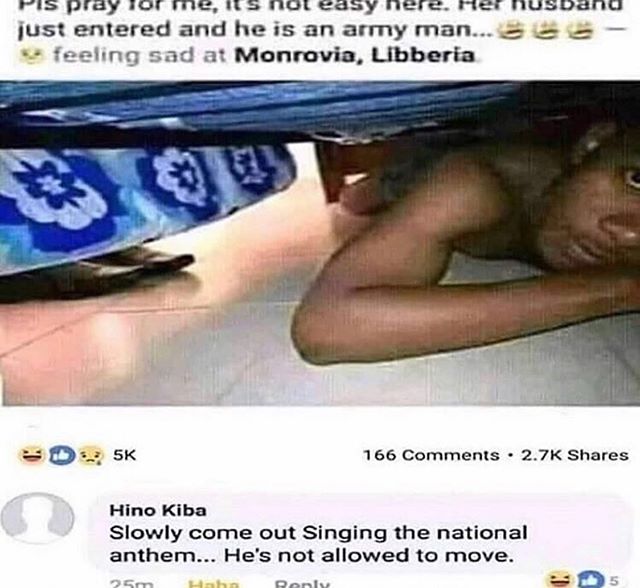 Pls pray for me, it's not easy here. Her husband
just entered and he is an army man... —
feeling sad at Monrovia, Libberia
5K 166 Comments • 2.7K Shares
Hino Kiba
Slowly come out Singing the national
anthem... He's not allowed to move.
25m Haha Reply 5